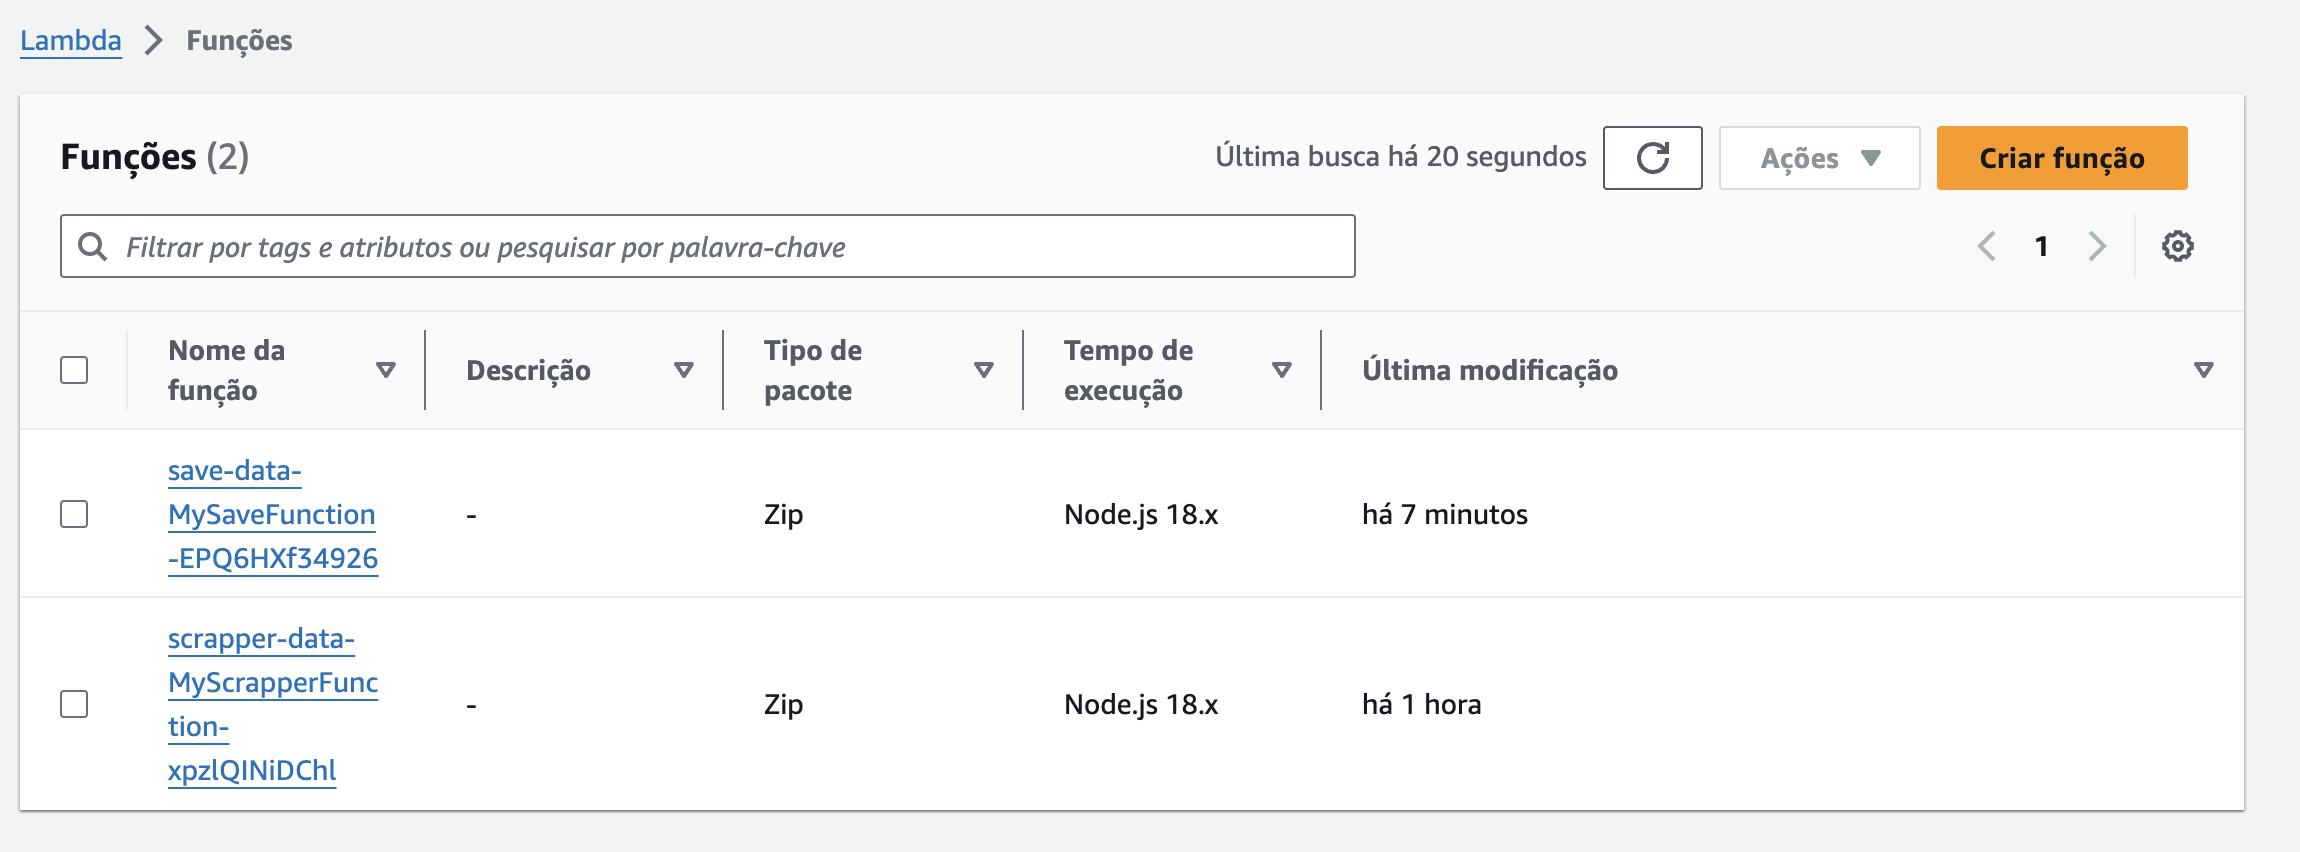 Lambda > Funções
Funções (2)
Última busca há 20 segundos
Ações
Criar função
Filtrar por tags e atributos ou pesquisar por palavra-chave
1
Nome da
função
Descrição
Tipo de
pacote
Tempo de
execução
Última modificação
save-data-
MySaveFunction
-EPQ6HXf34926
-
Zip
Node.js 18.x
há 7 minutos
scrapper-data-
MyScrapperFunc
tion-
xpzlQINiDChl
-
Zip
Node.js 18.x
há 1 hora